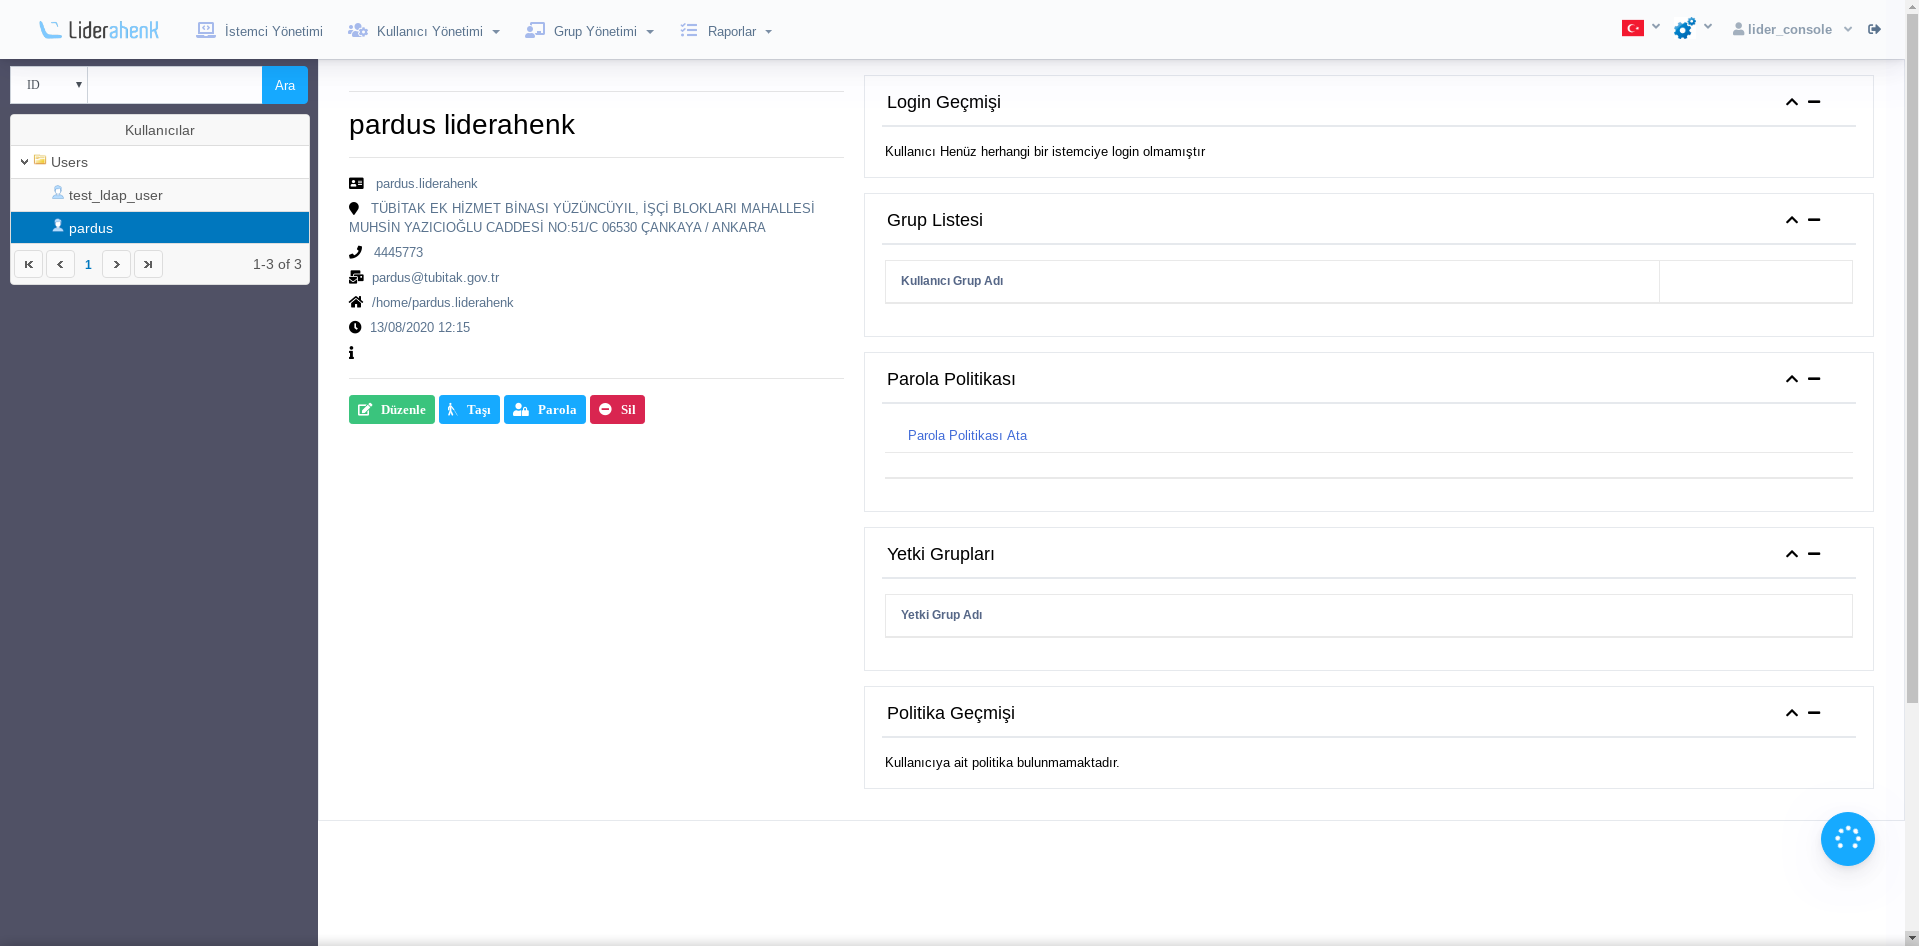 Liderahenk
İstemci Yönetimi
Kullanıcı Yönetimi
Grup Yönetimi
Raporlar
lider_console
ID
Ara
Kullanıcılar
Users
test_ldap_user
pardus
1
1-3 of 3
pardus liderahenk
pardus.liderahenk
TÜBİTAK EK HİZMET BİNASI YÜZÜNCÜYIL, İŞÇİ BLOKLARI MAHALLESİ
MUHSİN YAZICIOĞLU CADDESİ NO:51/C 06530 ÇANKAYA / ANKARA
4445773
pardus@tubitak.gov.tr
/home/pardus.liderahenk
13/08/2020 12:15
Düzenle
Taşı
Parola
Sil
Login Geçmişi
Kullanıcı Henüz herhangi bir istemciye login olmamıştır
Grup Listesi
Kullanıcı Grup Adı
Parola Politikası
Parola Politikası Ata
Yetki Grupları
Yetki Grup Adı
Politika Geçmişi
Kullanıcıya ait politika bulunmamaktadır.